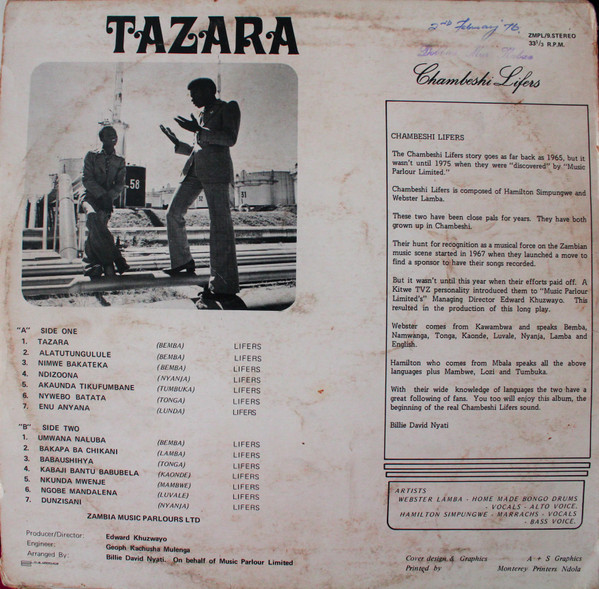 TAZARA
2nd February 76
ZMPL/9.STEREO
33⅓ R.P.M.
Chambeshi Lifers
58
"A" SIDE ONE
1. TAZARA (BEMBA) LIFERS
2. ALATUTUNGULULE (BEMBA) LIFERS
3. NIMWE BAKATEKA (BEMBA) LIFERS
4. NDIZOONA (NYANJA) LIFERS
5. AKAUNDA TIKUFUMBANE (TUMBUKA) LIFERS
6. NYWEBO BATATA (TONGA) LIFERS
7. ENU ANYANA (LUNDA) LIFERS
"B" SIDE TWO
1. UMWANA NALUBA (BEMBA) LIFERS
2. BAKAPA BA CHIKANI (LAMBA) LIFERS
3. BABAUSHIHYA (TONGA) LIFERS
4. KABAJI BANTU BABUBELA (KAONDE) LIFERS
5. NKUNDA MWENJE (MAMBWE) LIFERS
6. NGOBE MANDALENA (LUVALE) LIFERS
7. DUNZISANI (NYANJA) LIFERS
ZAMBIA MUSIC PARLOURS LTD
Producer/Director: Edward Khuzwayo
Engineer: Geoph Kachusha Mulenga
Arranged By: Billie David Nyati. On behalf of Music Parlour Limited
CHAMBESHI LIFERS
The Chambeshi Lifers story goes as far back as 1965, but it
wasn't until 1975 when they were "discovered" by "Music
Parlour Limited."
Chambeshi Lifers is composed of Hamilton Simpungwe and
Webster Lamba.
These two have been close pals for years. They have both
grown up in Chambeshi.
Their hunt for recognition as a musical force on the Zambian
music scene started in 1967 when they launched a move to
find a sponsor to have their songs recorded.
But it wasn't until this year when their efforts paid off. A
Kitwe TVZ personality introduced them to "Music Parlour
Limited's" Managing Director Edward Khuzwayo. This
resulted in the production of this long play.
Webster comes from Kawambwa and speaks Bemba,
Namwanga, Tonga, Kaonde, Luvale, Nyanja, Lamba and
English.
Hamilton who comes from Mbala speaks all the above
languages plus Mambwe, Lozi and Tumbuka.
With their wide knowledge of languages the two have a
great following of fans. You too will enjoy this album, the
beginning of the real Chambeshi Lifers sound.
Billie David Nyati
ARTISTS
WEBSTER LAMBA - HOME MADE BONGO DRUMS
- VOCALS - ALTO VOICE.
HAMILTON SIMPUNGWE - MARRACHS - VOCALS
- BASS VOICE.
Cover design & Graphics A + S Graphics
Printed by Monterey Printers Ndola